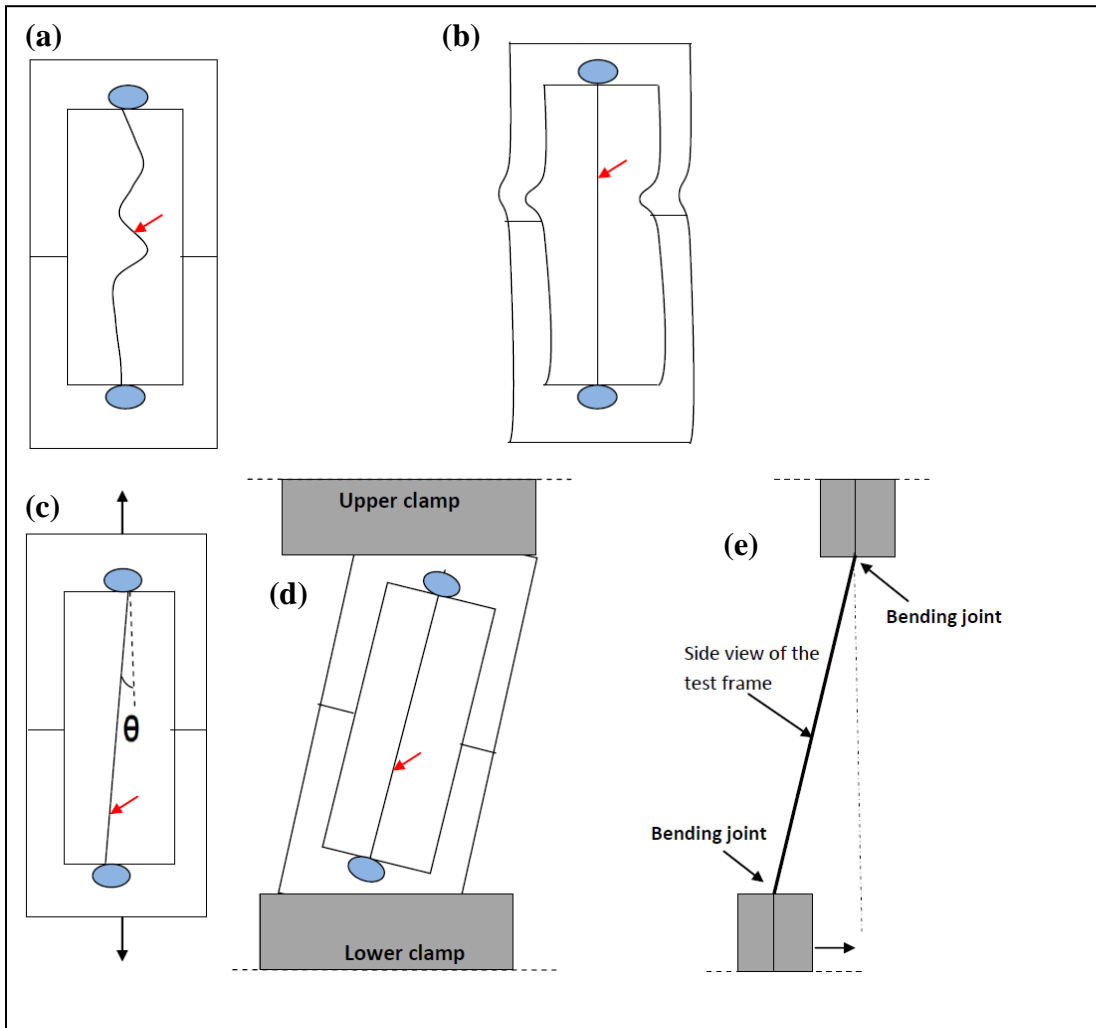 (a)
(b)
(c)
θ
Upper clamp
(d)
Lower clamp
(e)
Bending joint
Side view of the
test frame
Bending joint